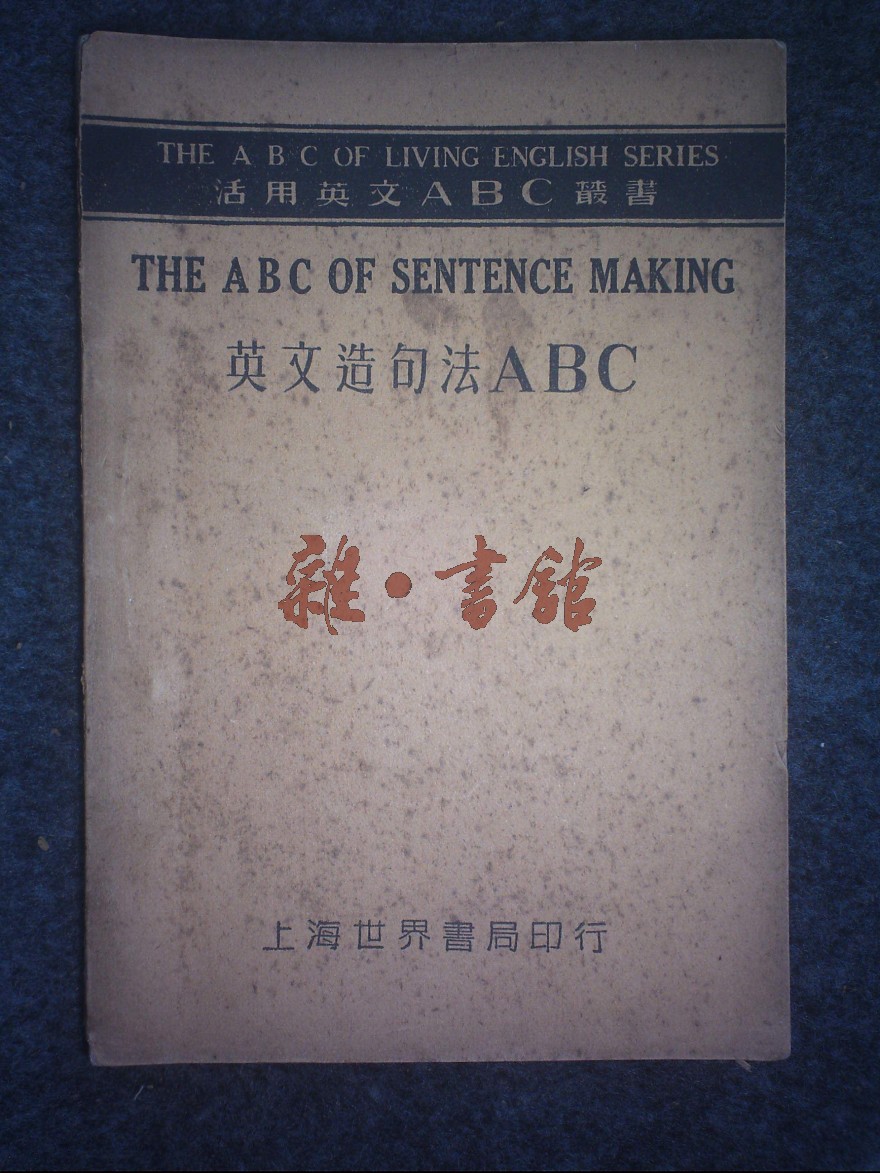 THE A B C OF LIVING ENGLISH SERIES
活用英文ABC叢書
THE A B C OF SENTENCE MAKING
英文造句法ABC
雜·書館
上海世界書局印行